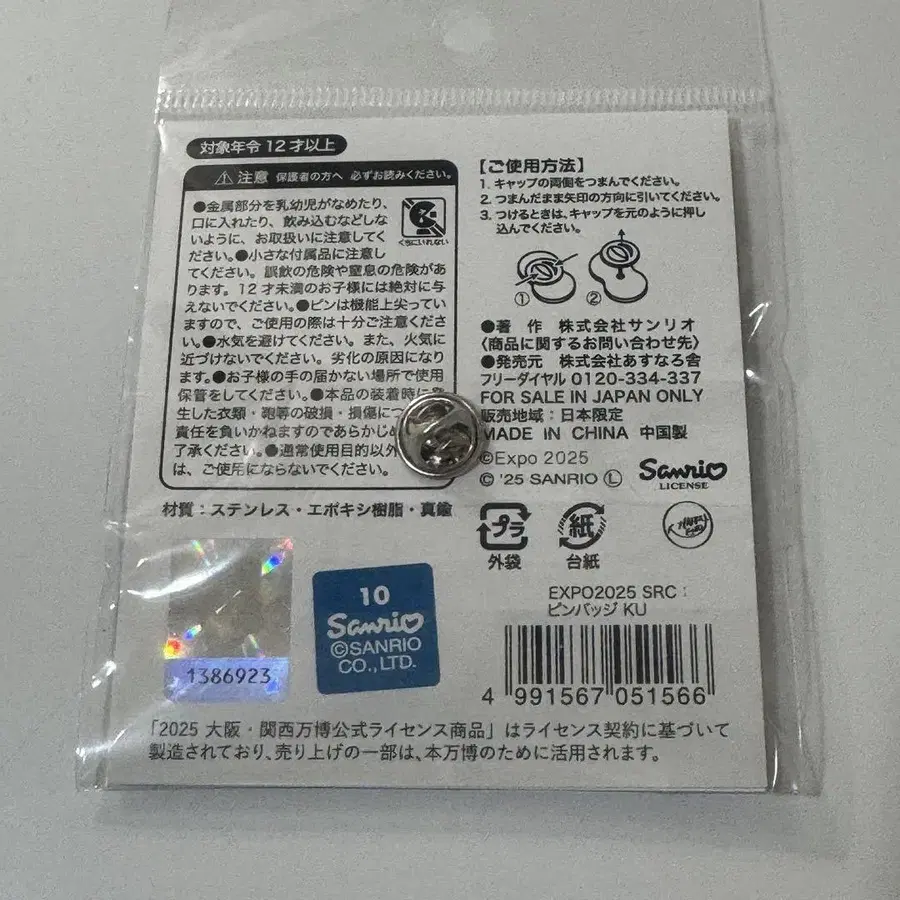 対象年令 12 才以上
注意 保護者の方へ 必ずお読みください。
●金属部分を乳幼児がなめたり、
口に入れたり、飲み込むなどしな
いように、お取扱いに注意してく
ださい。●小さな付属品に注意し
てください。誤飲の危険や窒息の危険があ
ります。12 才未満のお子様には絶対に与
えないでください。●ピンは機能上尖ってい
ますので、ご使用の際は十分ご注意くださ
い。●水気を避けてください。また、火気に
近づけないでください。劣化の原因になりま
す。●お子様の手の届かない場所で使用
保管をしてください。●本品の装着時に
生した衣類・鞄等の破損・損傷につ
責任を負いかねますのであらかじめ
了承ください。●通常使用目的以外
は、ご使用にならないでください。
くちにいれない
材質：ステンレス・エポキシ樹脂・真鍮
【ご使用方法】
1. キャップの両側をつまんでください。
2. つまんだまま矢印の方向に引いてください。
3. つけるときは、キャップを元のように押し
込んでください。
① ②
●著 作 株式会社サンリオ
〈商品に関するお問い合わせ先〉
●発売元 株式会社あすなろ舎
フリーダイヤル 0120-334-337
FOR SALE IN JAPAN ONLY
販売地域：日本限定
MADE IN CHINA 中国製
©Expo 2025
© '25 SANRIO Ⓛ
Sanrio
LICENSE
プラ
外袋
紙
台紙
1386923
10
Sanrio
©SANRIO
CO., LTD.
EXPO2025 SRC：
ピンバッジ KU
4 991567 051566
「2025 大阪・関西万博公式ライセンス商品」はライセンス契約に基づいて
製造されており、売り上げの一部は、本万博のために活用されます。